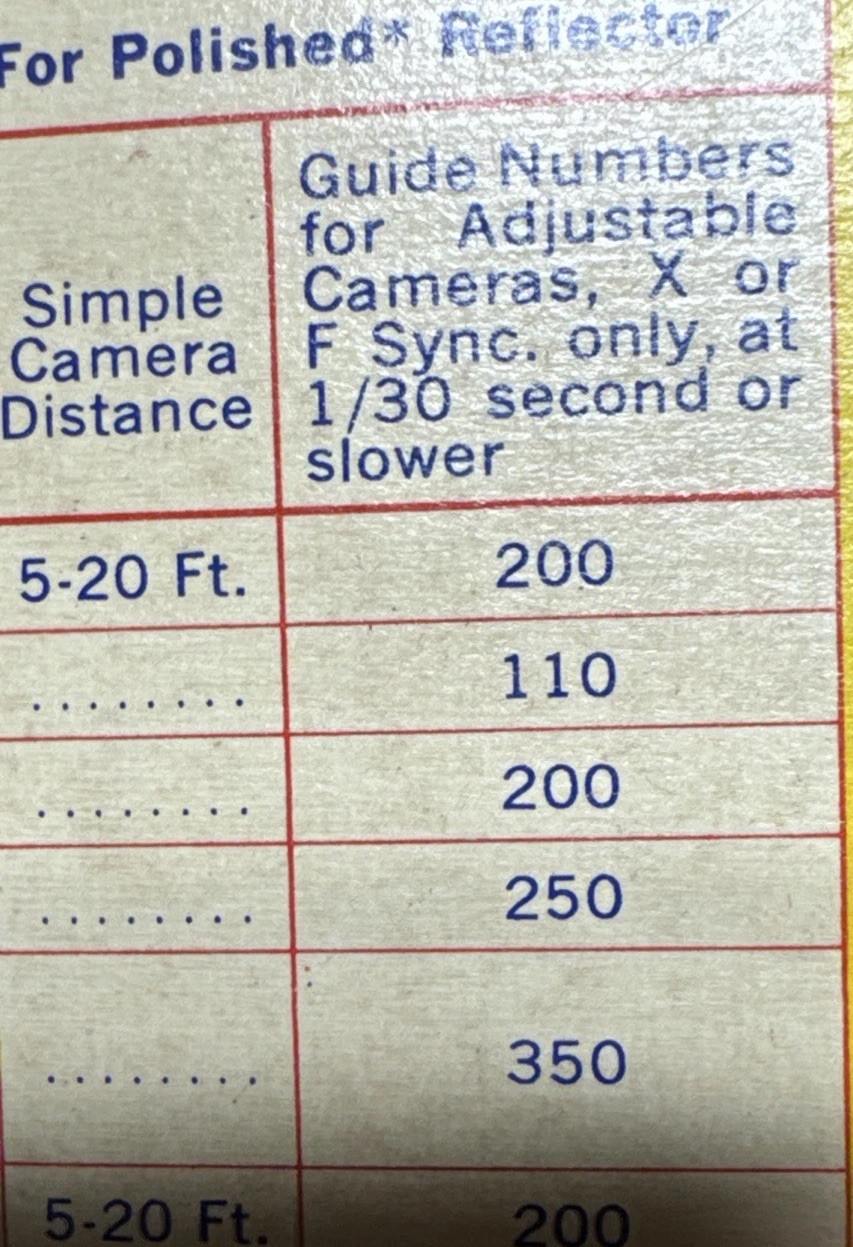 For Polished* Reflector
Simple
Camera
Distance
Guide Numbers
for Adjustable
Cameras, X or
F Sync. only, at
1/30 second or
slower
5-20 Ft. 200
........ 110
........ 200
........ 250
........ 350
5-20 Ft. 200